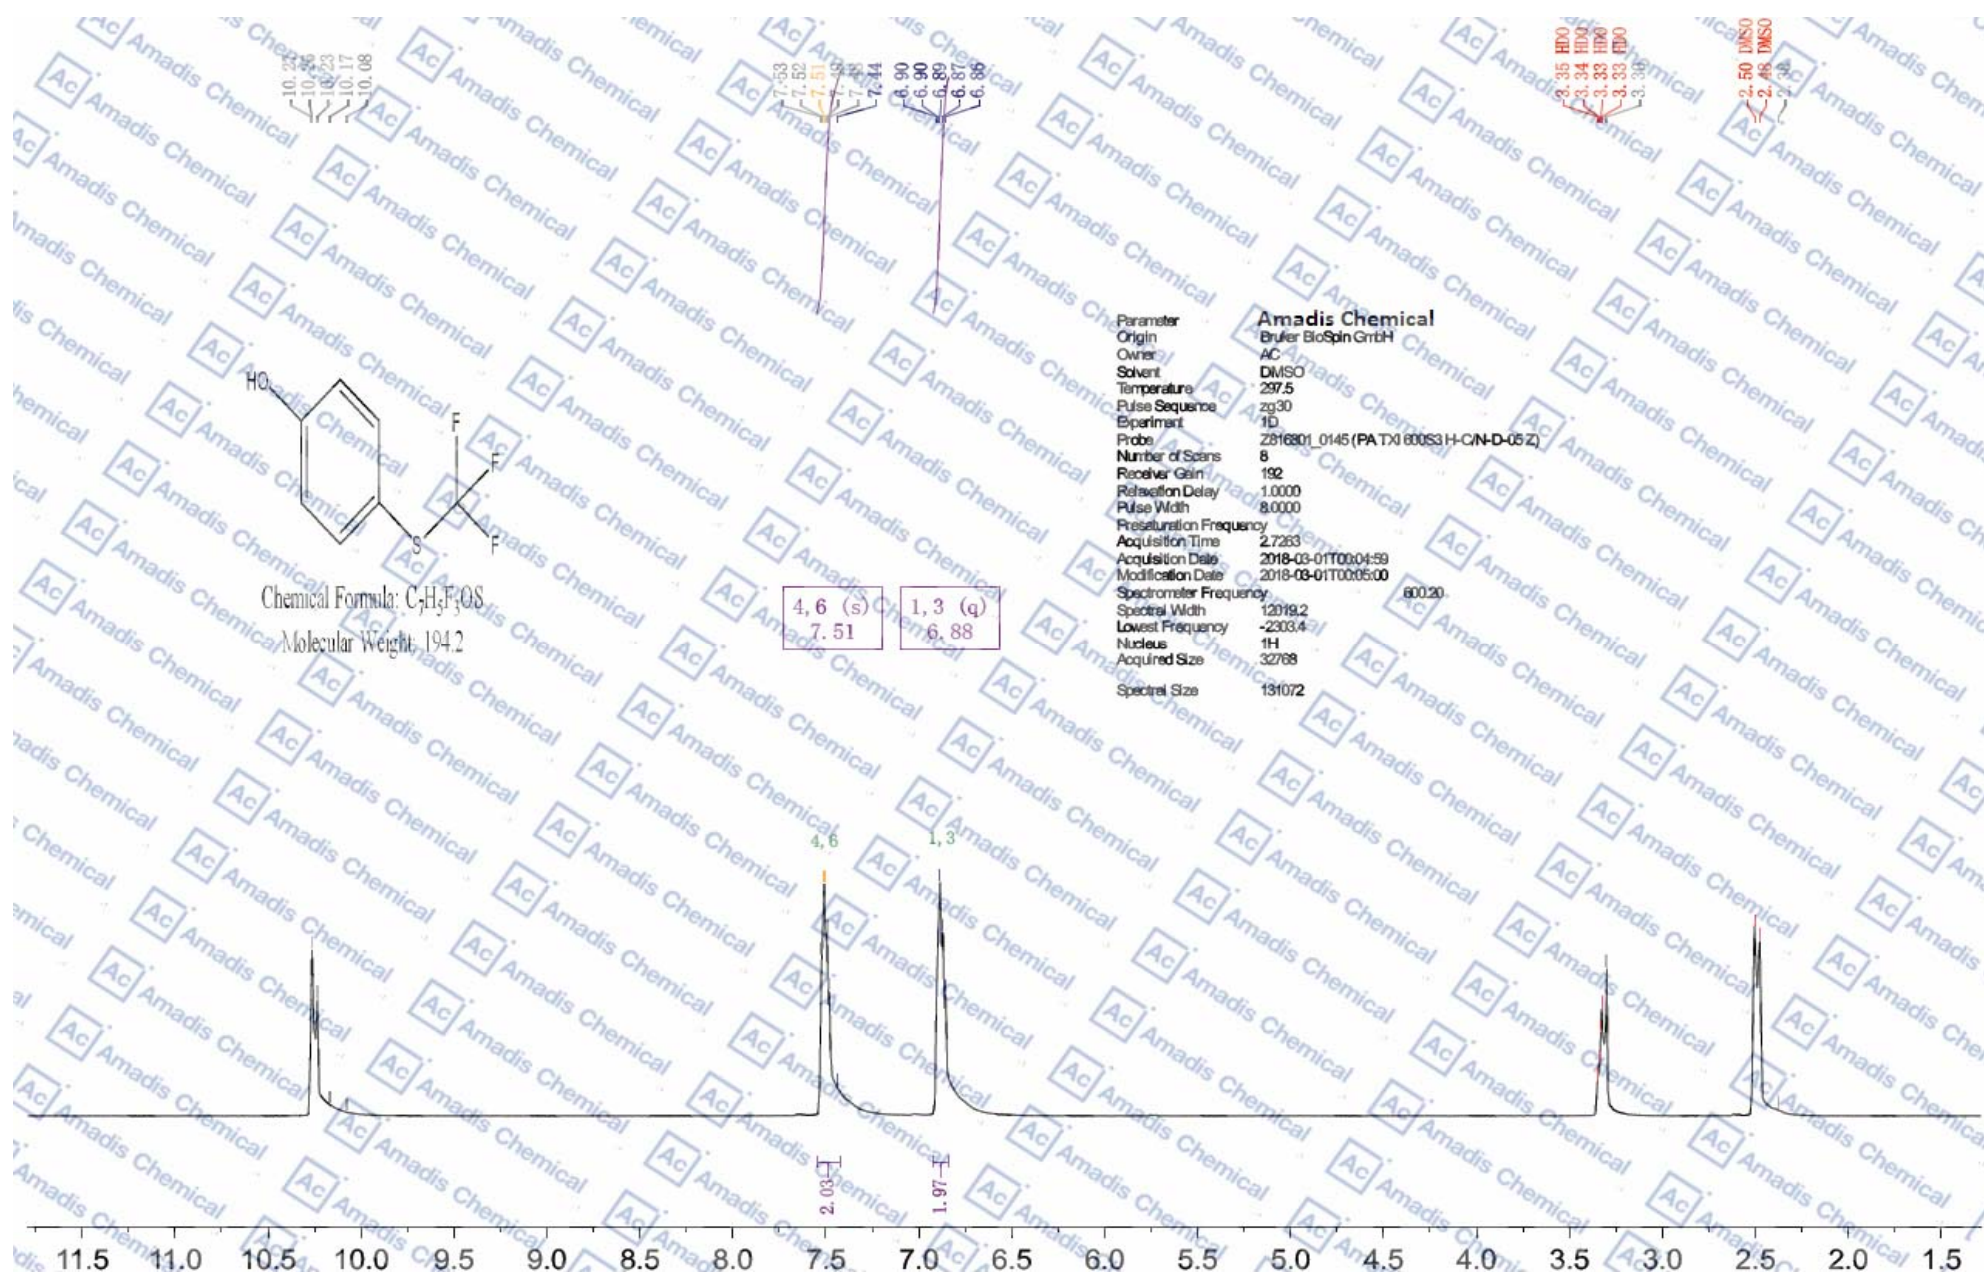 10.17
10.08
7.53
7.52
7.51
7.44
6.90
6.90
6.89
6.87
6.86
3.35 HDO
3.34 HDO
3.33 HDO
3.33 HDO
2.50 DMSO
2.48 DMSO
HO
F
F
F
S
Chemical Formula: C₇H₅F₃OS
Molecular Weight: 194.2
4, 6 (s)
7.51
1, 3 (q)
6.88
Parameter Amadis Chemical
Origin Bruker BioSpin GmbH
Owner AC
Solvent DMSO
Temperature 297.5
Pulse Sequence zg30
Experiment 1D
Probe Z816801_0145 (PA TXI 600S3 H-C/N-D-05 Z)
Number of Scans 8
Receiver Gain 192
Relaxation Delay 1.0000
Pulse Width 8.0000
Presaturation Frequency
Acquisition Time 2.7263
Acquisition Date 2018-03-01T00:04:59
Modification Date 2018-03-01T00:05:00
Spectrometer Frequency 600.20
Spectral Width 12019.2
Lowest Frequency -2303.4
Nucleus 1H
Acquired Size 32768
Spectral Size 131072
4, 6
1, 3
2.03
1.97
11.5 11.0 10.5 10.0 9.5 9.0 8.5 8.0 7.5 7.0 6.5 6.0 5.5 5.0 4.5 4.0 3.5 3.0 2.5 2.0 1.5
Ac Amadis Chemical